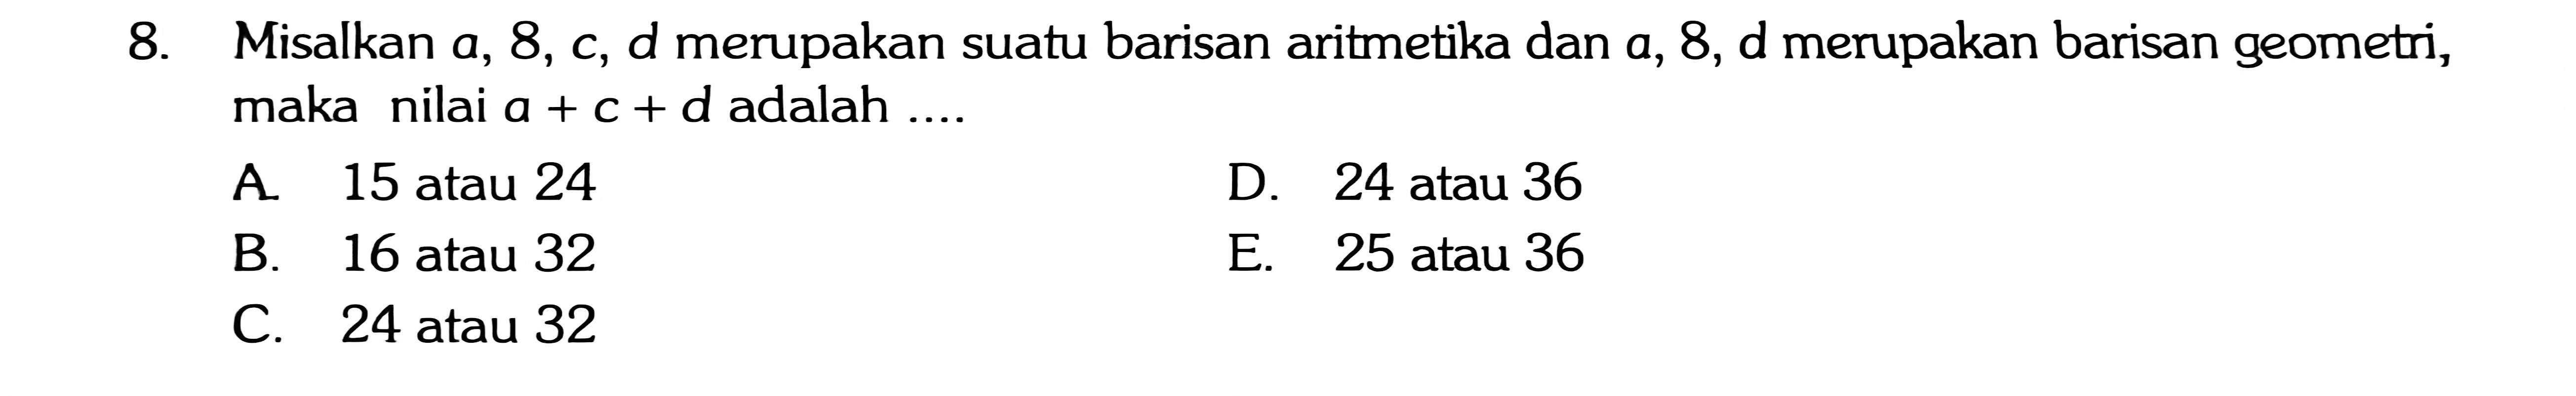 8. Misalkan a, 8, c, d merupakan suatu barisan aritmetika dan a, 8, d merupakan barisan geometri,
maka nilai a + c + d adalah ....
A. 15 atau 24 D. 24 atau 36
B. 16 atau 32 E. 25 atau 36
C. 24 atau 32